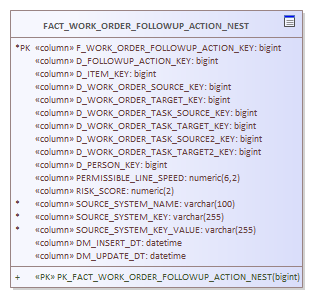 FACT_WORK_ORDER_FOLLOWUP_ACTION_NEST
*PK «column» F_WORK_ORDER_FOLLOWUP_ACTION_KEY: bigint
«column» D_FOLLOWUP_ACTION_KEY: bigint
«column» D_ITEM_KEY: bigint
«column» D_WORK_ORDER_SOURCE_KEY: bigint
«column» D_WORK_ORDER_TARGET_KEY: bigint
«column» D_WORK_ORDER_TASK_SOURCE_KEY: bigint
«column» D_WORK_ORDER_TASK_TARGET_KEY: bigint
«column» D_WORK_ORDER_TASK_SOURCE2_KEY: bigint
«column» D_WORK_ORDER_TASK_TARGET2_KEY: bigint
«column» D_PERSON_KEY: bigint
«column» PERMISSIBLE_LINE_SPEED: numeric(6,2)
«column» RISK_SCORE: numeric(2)
* «column» SOURCE_SYSTEM_NAME: varchar(100)
* «column» SOURCE_SYSTEM_KEY: varchar(255)
* «column» SOURCE_SYSTEM_KEY_VALUE: varchar(255)
«column» DM_INSERT_DT: datetime
«column» DM_UPDATE_DT: datetime
+ «PK» PK_FACT_WORK_ORDER_FOLLOWUP_ACTION_NEST(bigint)